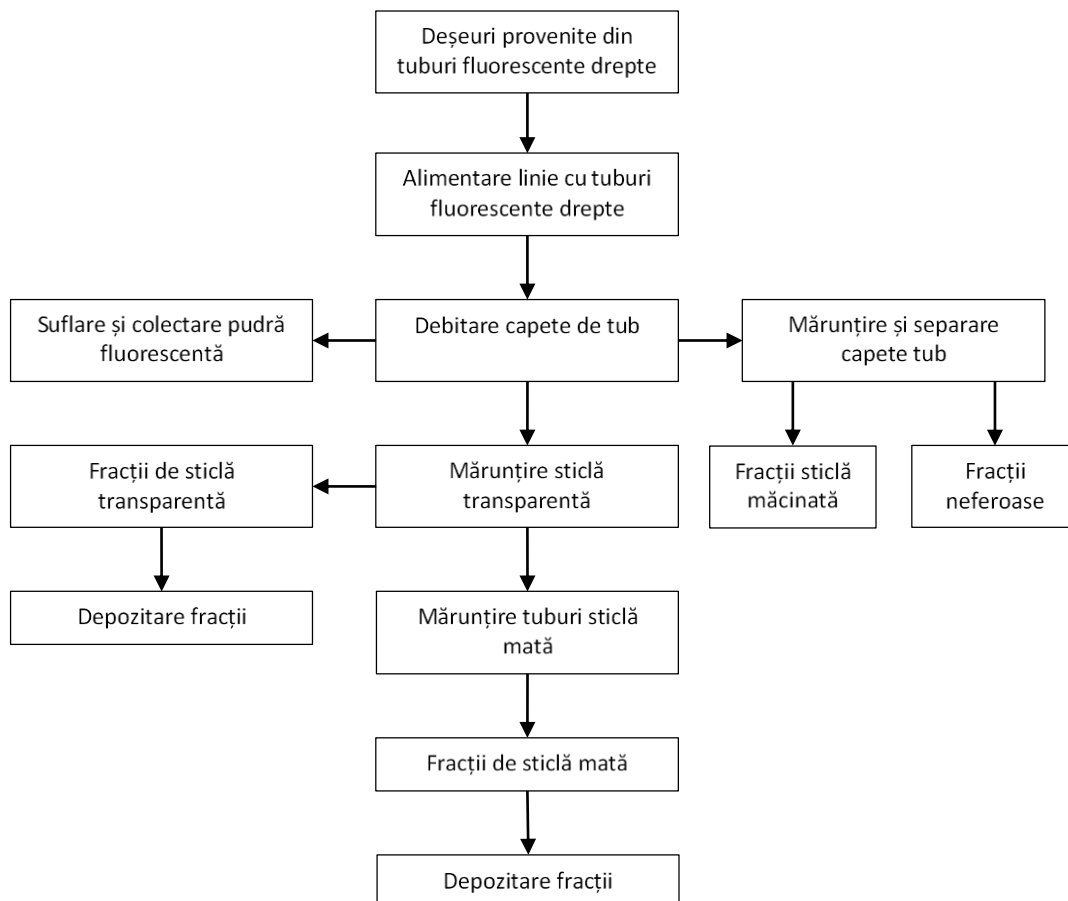 Deșeuri provenite din
tuburi fluorescente drepte
Alimentare linie cu tuburi
fluorescente drepte
Suflare și colectare pudră
fluorescentă
Debitare capete de tub
Mărunțire și separare
capete tub
Fracții de sticlă
transparentă
Mărunțire sticlă
transparentă
Fracții sticlă
măcinată
Fracții
neferoase
Depozitare fracții
Mărunțire tuburi sticlă
mată
Fracții de sticlă mată
Depozitare fracții